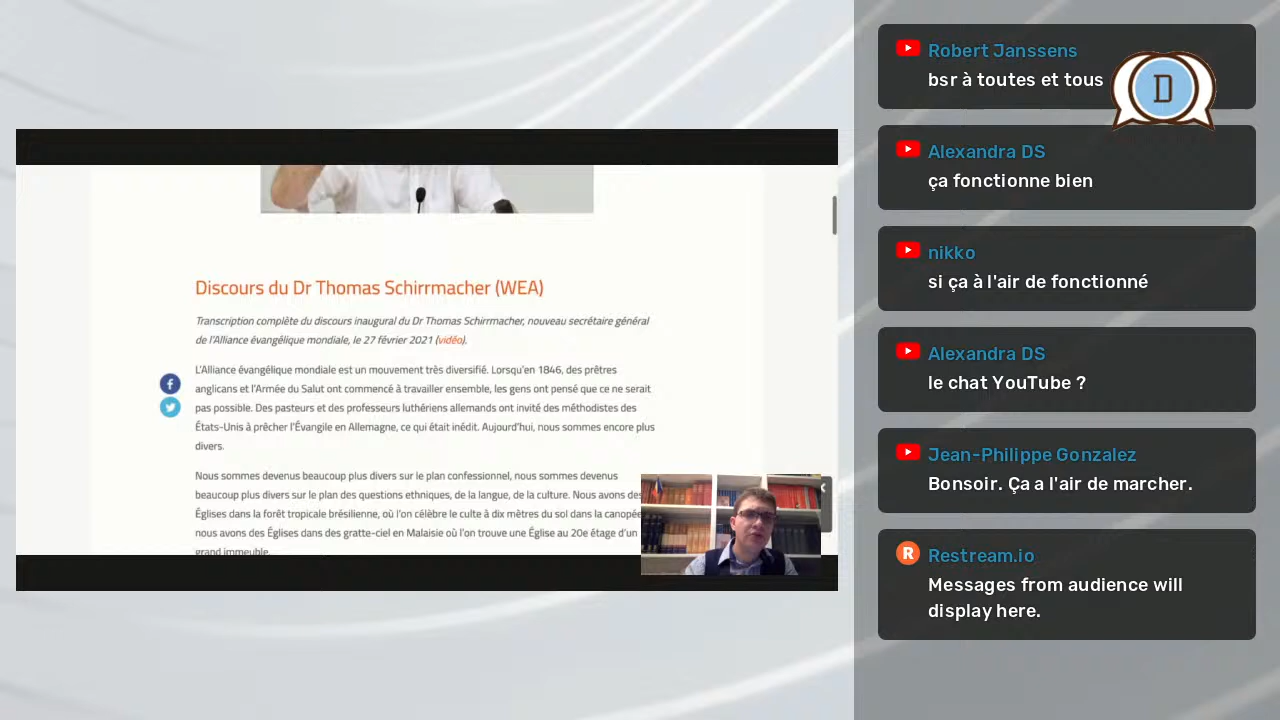 Discours du Dr Thomas Schirrmacher (WEA)
Transcription complète du discours inaugural du Dr Thomas Schirrmacher, nouveau secrétaire général
de l'Alliance évangélique mondiale, le 27 février 2021 (vidéo).
L'Alliance évangélique mondiale est un mouvement très diversifié. Lorsqu'en 1846, des prêtres
anglicans et l'Armée du Salut ont commencé à travailler ensemble, les gens ont pensé que ce ne serait
pas possible. Des pasteurs et des professeurs luthériens allemands ont invité des méthodistes des
États-Unis à prêcher l'Évangile en Allemagne, ce qui était inédit. Aujourd'hui, nous sommes encore plus
divers.
Nous sommes devenus beaucoup plus divers sur le plan confessionnel, nous sommes devenus
beaucoup plus divers sur le plan des questions ethniques, de la langue, de la culture. Nous avons des
Églises dans la forêt tropicale brésilienne, où l'on célèbre le culte à dix mètres du sol dans la canopée,
nous avons des Églises dans des gratte-ciel en Malaisie où l'on trouve une Église au 20e étage d'un
grand immeuble.
Robert Janssens
bsr à toutes et tous
D
Alexandra DS
ça fonctionne bien
nikko
si ça à l'air de fonctionné
Alexandra DS
le chat YouTube ?
Jean-Philippe Gonzalez
Bonsoir. Ça a l'air de marcher.
R
Restream.io
Messages from audience will
display here.